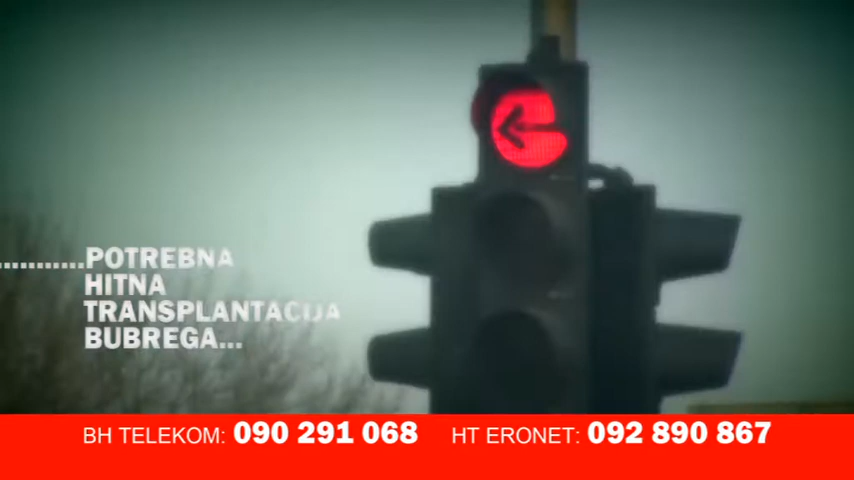 ...........POTREBNA
HITNA
TRANSPLANTACIJA
BUBREGA...
BH TELEKOM: 090 291 068 HT ERONET: 092 890 867